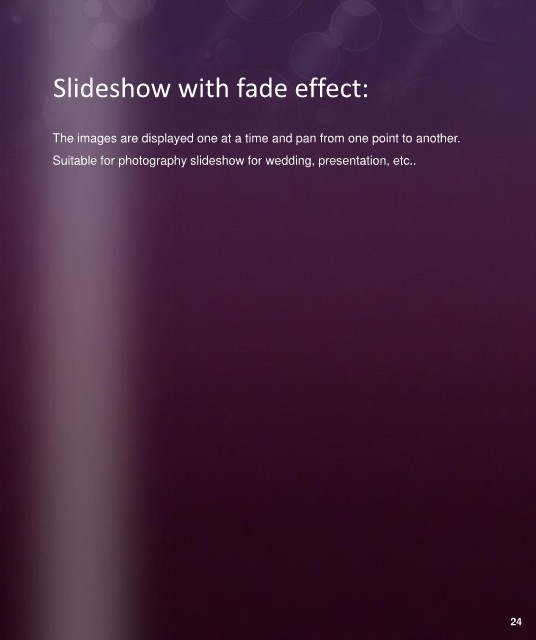 Slideshow with fade effect:
The images are displayed one at a time and pan from one point to another.
Suitable for photography slideshow for wedding, presentation, etc..
24